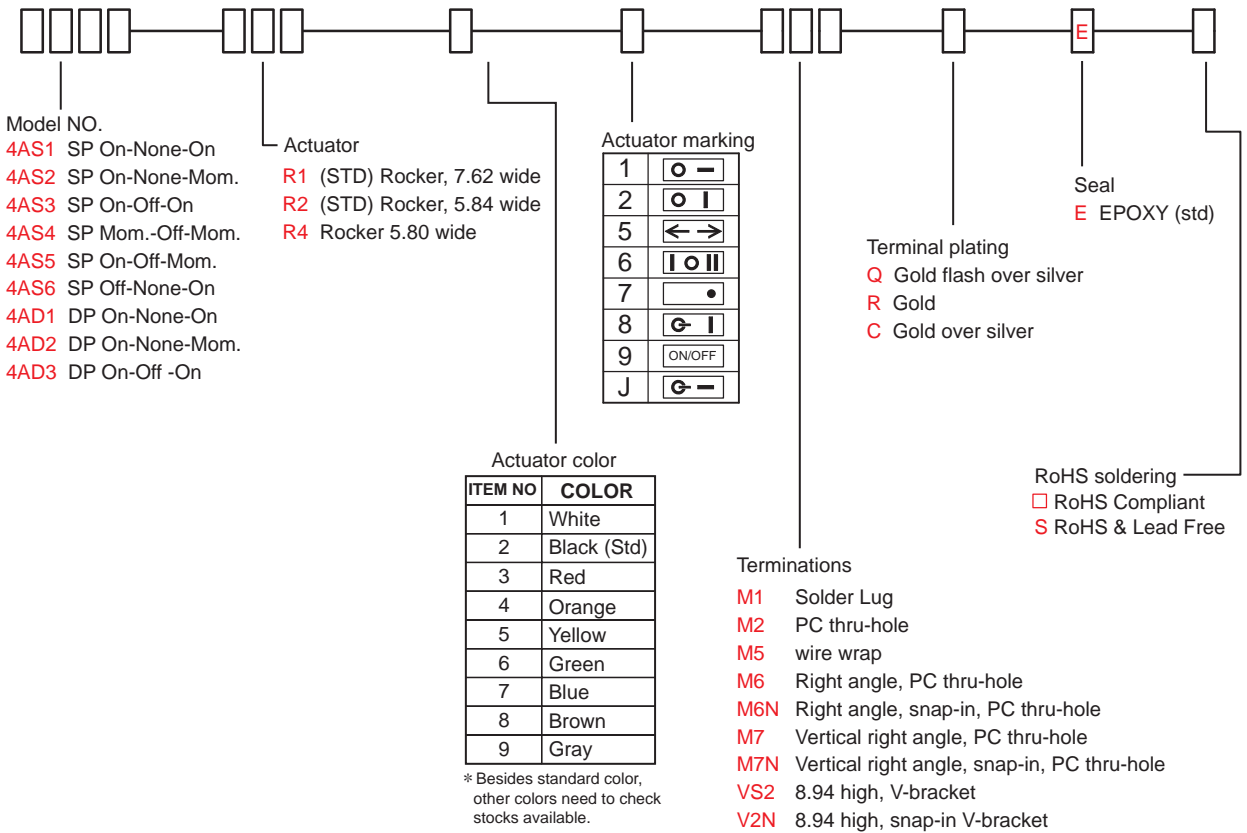 E
Model NO.
4AS1 SP On-None-On
4AS2 SP On-None-Mom.
4AS3 SP On-Off-On
4AS4 SP Mom.-Off-Mom.
4AS5 SP On-Off-Mom.
4AS6 SP Off-None-On
4AD1 DP On-None-On
4AD2 DP On-None-Mom.
4AD3 DP On-Off -On
Actuator
R1 (STD) Rocker, 7.62 wide
R2 (STD) Rocker, 5.84 wide
R4 Rocker 5.80 wide
Actuator color
ITEM NO COLOR
1 White
2 Black (Std)
3 Red
4 Orange
5 Yellow
6 Green
7 Blue
8 Brown
9 Gray
* Besides standard color,
other colors need to check
stocks available.
Actuator marking
1 O –
2 O I
5 ← →
6 I O II
7 •
8 I
9 ON/OFF
J –
Terminations
M1 Solder Lug
M2 PC thru-hole
M5 wire wrap
M6 Right angle, PC thru-hole
M6N Right angle, snap-in, PC thru-hole
M7 Vertical right angle, PC thru-hole
M7N Vertical right angle, snap-in, PC thru-hole
VS2 8.94 high, V-bracket
V2N 8.94 high, snap-in V-bracket
Terminal plating
Q Gold flash over silver
R Gold
C Gold over silver
Seal
E EPOXY (std)
RoHS soldering
□ RoHS Compliant
S RoHS & Lead Free